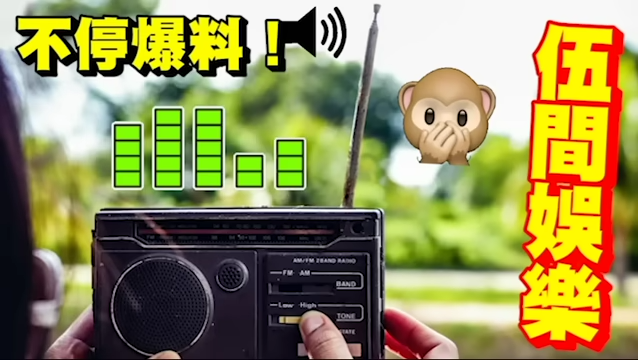 不停爆料！
伍間娛樂
AM/FM 2 BAND RADIO
FM AM
BAND
Low High
TONE
STATE